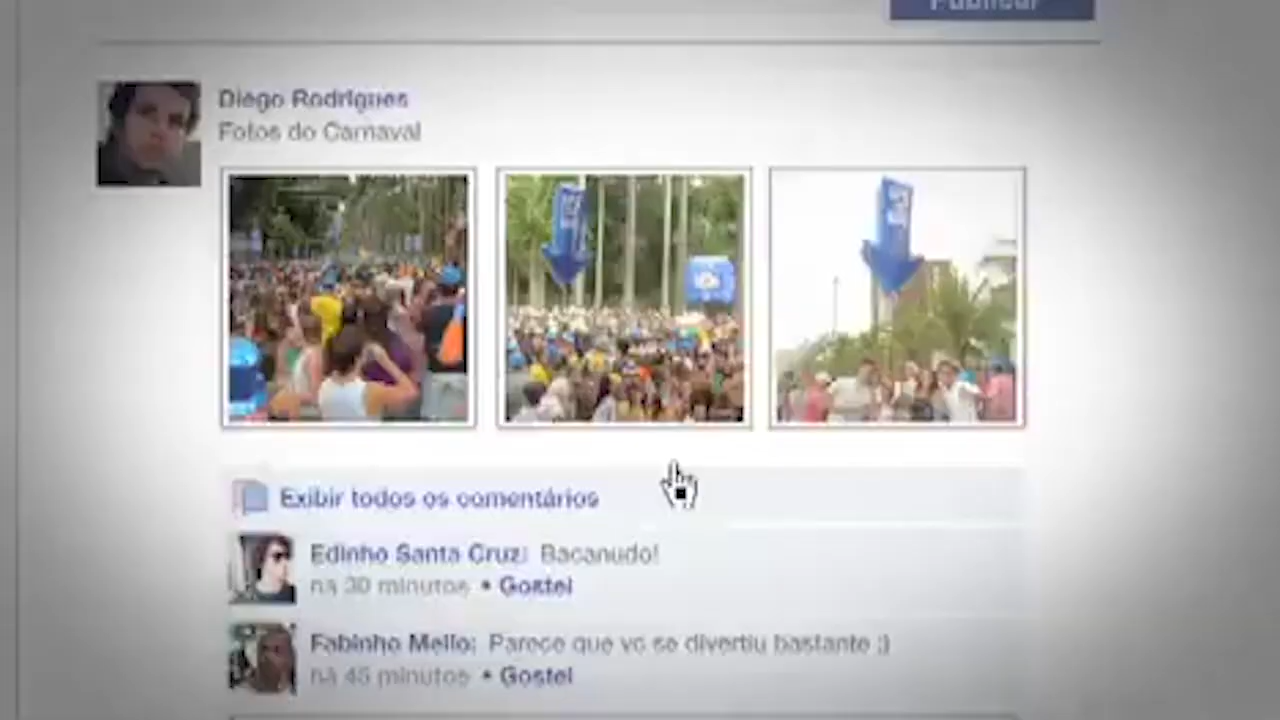 Publicar
Diego Rodrigues
Fotos do Carnaval
Exibir todos os comentários
Edinho Santa Cruz: Bacanudo!
há 30 minutos • Gostei
Fabinho Mello: Parece que vc se divertiu bastante ;)
há 45 minutos • Gostei